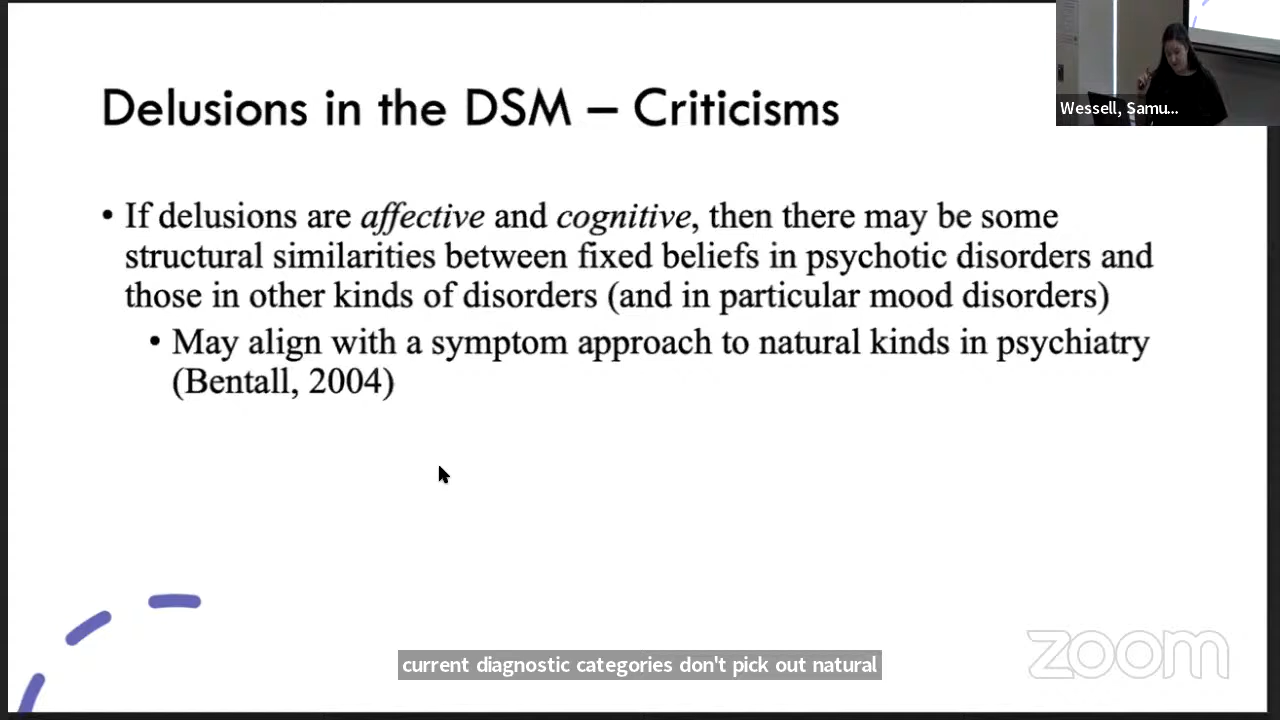 Delusions in the DSM – Criticisms
Wessell, Samu...
• If delusions are affective and cognitive, then there may be some
structural similarities between fixed beliefs in psychotic disorders and
those in other kinds of disorders (and in particular mood disorders)
• May align with a symptom approach to natural kinds in psychiatry
(Bentall, 2004)
current diagnostic categories don't pick out natural
zoom